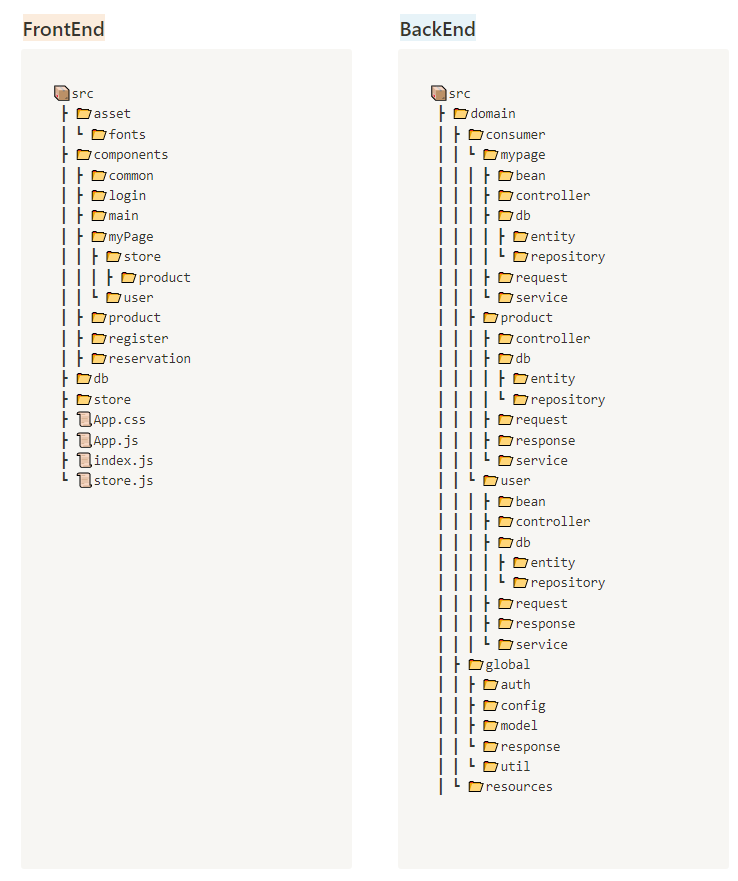 FrontEnd
src
┣ asset
┃ ┗ fonts
┣ components
┃ ┣ common
┃ ┣ login
┃ ┣ main
┃ ┣ myPage
┃ ┃ ┣ store
┃ ┃ ┃ ┣ product
┃ ┃ ┗ user
┃ ┣ product
┃ ┣ register
┃ ┣ reservation
┣ db
┣ store
┣ App.css
┣ App.js
┣ index.js
┗ store.js
BackEnd
src
┣ domain
┃ ┣ consumer
┃ ┃ ┗ mypage
┃ ┃ ┃ ┣ bean
┃ ┃ ┃ ┣ controller
┃ ┃ ┃ ┣ db
┃ ┃ ┃ ┃ ┣ entity
┃ ┃ ┃ ┃ ┗ repository
┃ ┃ ┃ ┣ request
┃ ┃ ┃ ┗ service
┃ ┃ ┣ product
┃ ┃ ┃ ┣ controller
┃ ┃ ┃ ┣ db
┃ ┃ ┃ ┃ ┣ entity
┃ ┃ ┃ ┃ ┗ repository
┃ ┃ ┃ ┣ request
┃ ┃ ┃ ┣ response
┃ ┃ ┃ ┗ service
┃ ┃ ┗ user
┃ ┃ ┃ ┣ bean
┃ ┃ ┃ ┣ controller
┃ ┃ ┃ ┣ db
┃ ┃ ┃ ┃ ┣ entity
┃ ┃ ┃ ┃ ┗ repository
┃ ┃ ┃ ┣ request
┃ ┃ ┃ ┣ response
┃ ┃ ┃ ┗ service
┃ ┣ global
┃ ┃ ┣ auth
┃ ┃ ┣ config
┃ ┃ ┣ model
┃ ┃ ┗ response
┃ ┃ ┗ util
┃ ┗ resources